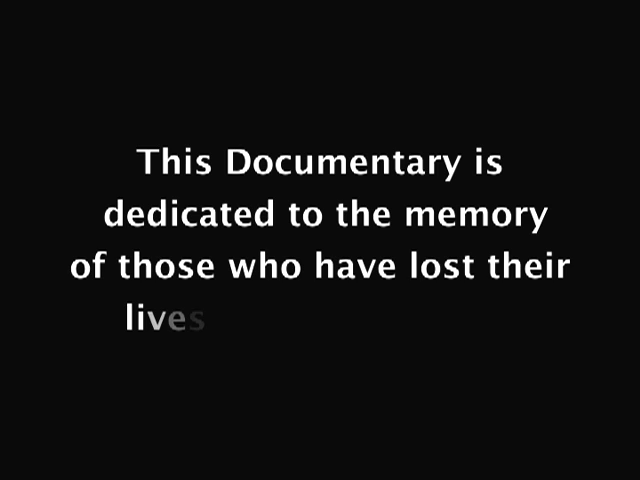 This Documentary is
dedicated to the memory
of those who have lost their
lives